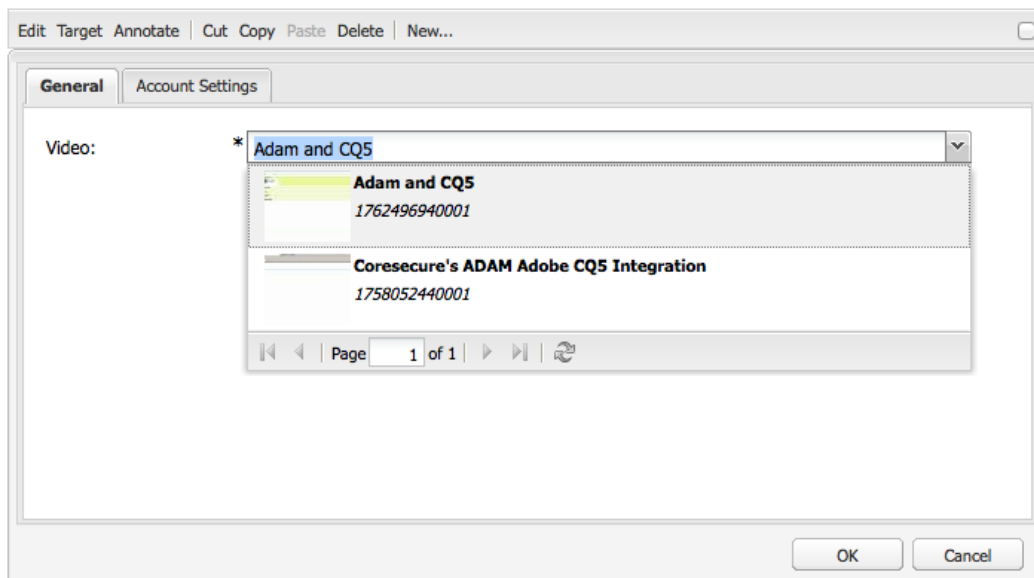 Edit Target Annotate Cut Copy Paste Delete New...
General Account Settings
Video: * Adam and CQ5
Adam and CQ5
1762496940001
Coresecure's ADAM Adobe CQ5 Integration
1758052440001
Page 1 of 1
OK Cancel